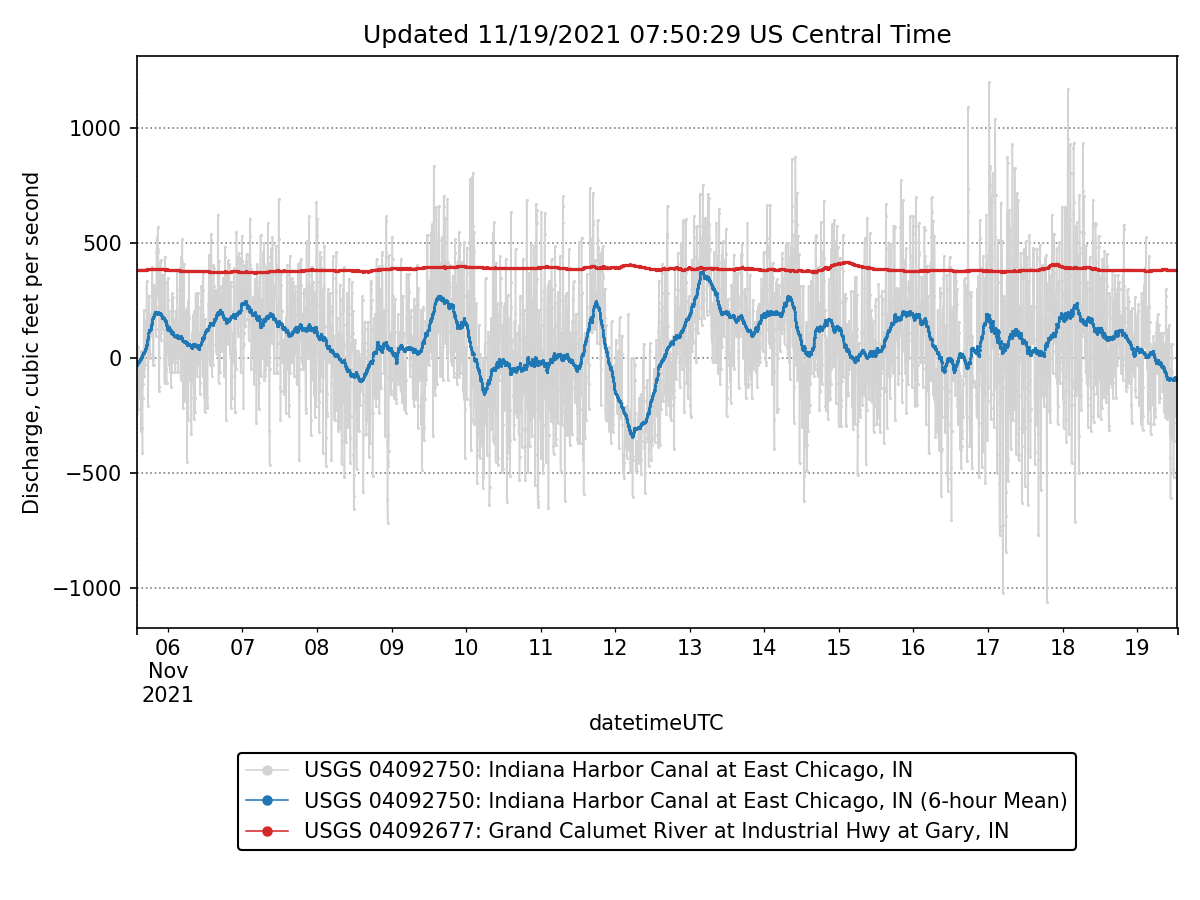 Updated 11/19/2021 07:50:29 US Central Time
Discharge, cubic feet per second
1000
500
0
−500
−1000
06 07 08 09 10 11 12 13 14 15 16 17 18 19
Nov
2021
datetimeUTC
USGS 04092750: Indiana Harbor Canal at East Chicago, IN
USGS 04092750: Indiana Harbor Canal at East Chicago, IN (6-hour Mean)
USGS 04092677: Grand Calumet River at Industrial Hwy at Gary, IN